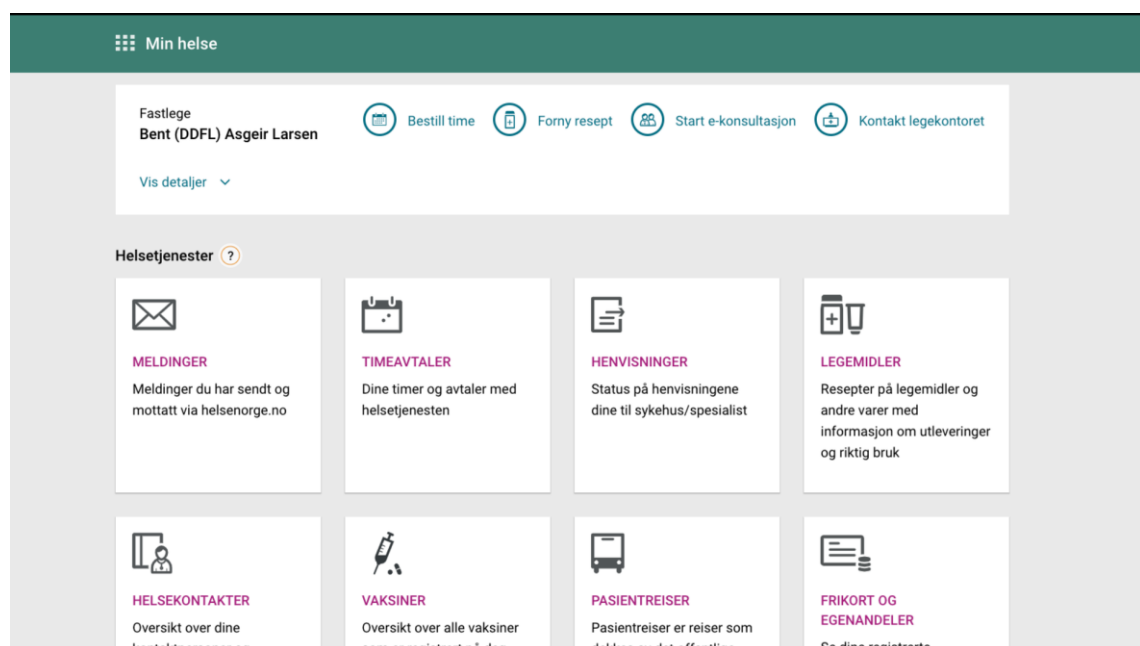 Min helse
Fastlege
Bent (DDFL) Asgeir Larsen
Bestill time
Forny resept
Start e-konsultasjon
Kontakt legekontoret
Vis detaljer
Helsetjenester ?
MELDINGER
Meldinger du har sendt og
mottatt via helsenorge.no
TIMEAVTALER
Dine timer og avtaler med
helsetjenesten
HENVISNINGER
Status på henvisningene
dine til sykehus/spesialist
LEGEMIDLER
Resepter på legemidler og
andre varer med
informasjon om utleveringer
og riktig bruk
HELSEKONTAKTER
Oversikt over dine
VAKSINER
Oversikt over alle vaksiner
PASIENTREISER
Pasientreiser er reiser som
FRIKORT OG
EGENANDELER
Se dine registrerte